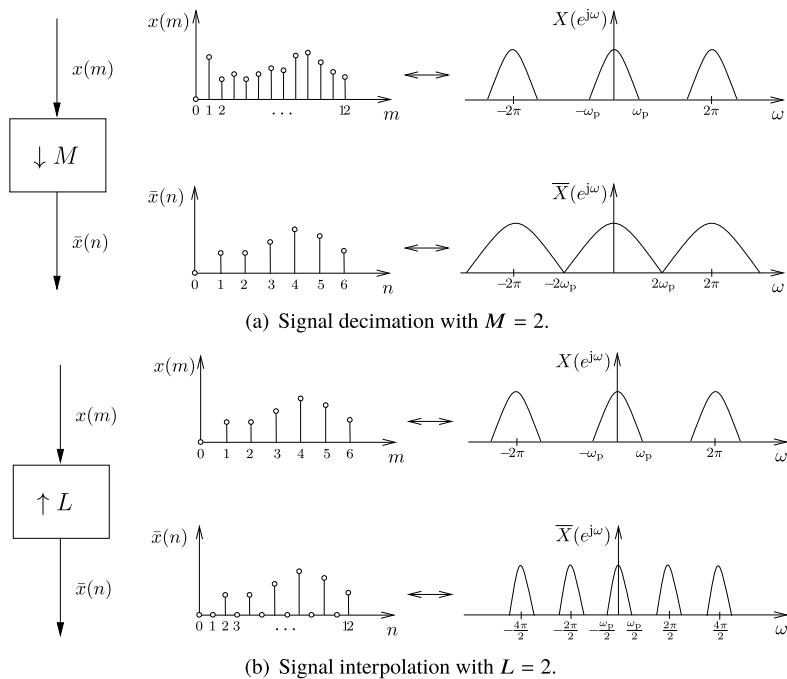 x(m)
X(e^{jω})
x(m)
↓ M
0 1 2 ... 12 m
−2π −ω_p ω_p 2π ω
x̄(n)
X̄(e^{jω})
x̄(n)
0 1 2 3 4 5 6 n
−2π −2ω_p 2ω_p 2π ω
(a) Signal decimation with M = 2.
x(m)
X(e^{jω})
x(m)
0 1 2 3 4 5 6 m
−2π −ω_p ω_p 2π ω
↑ L
x̄(n)
X̄(e^{jω})
x̄(n)
0 1 2 3 ... 12 n
−4π/2 −2π/2 −ω_p/2 ω_p/2 2π/2 4π/2 ω
(b) Signal interpolation with L = 2.